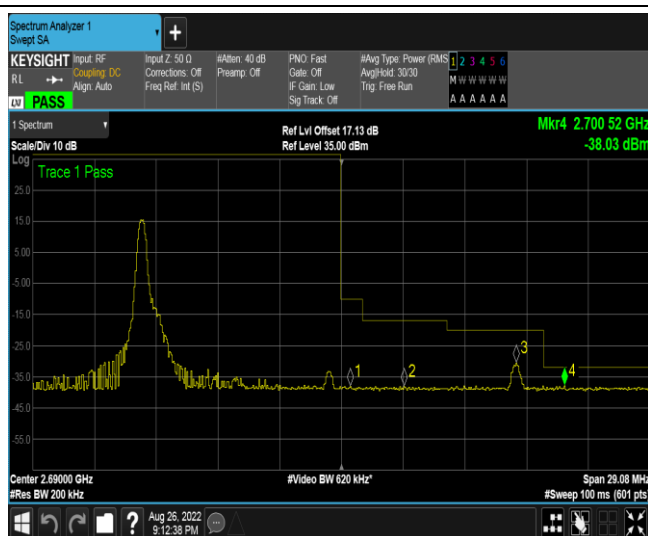 Spectrum Analyzer 1
Swept SA
KEYSIGHT Input: RF Input Z: 50 Ω #Atten: 40 dB PNO: Fast #Avg Type: Power (RMS 1 2 3 4 5 6
RL Coupling: DC Corrections: Off Preamp: Off Gate: Off Avg|Hold: 30/30 M W W W W W
Align: Auto Freq Ref: Int (S) IF Gain: Low Trig: Free Run
Sig Track: Off A A A A A A
LXI PASS
1 Spectrum Ref Lvl Offset 17.13 dB Mkr4 2.700 52 GHz
Scale/Div 10 dB Ref Level 35.00 dBm -38.03 dBm
Log
Trace 1 Pass
25.0
15.0
5.00
-5.00
-15.0
-25.0
3
-35.0
1 2 4
-45.0
-55.0
Center 2.69000 GHz #Video BW 620 kHz* Span 29.08 MHz
#Res BW 200 kHz #Sweep 100 ms (601 pts)
? Aug 26, 2022
9:12:38 PM